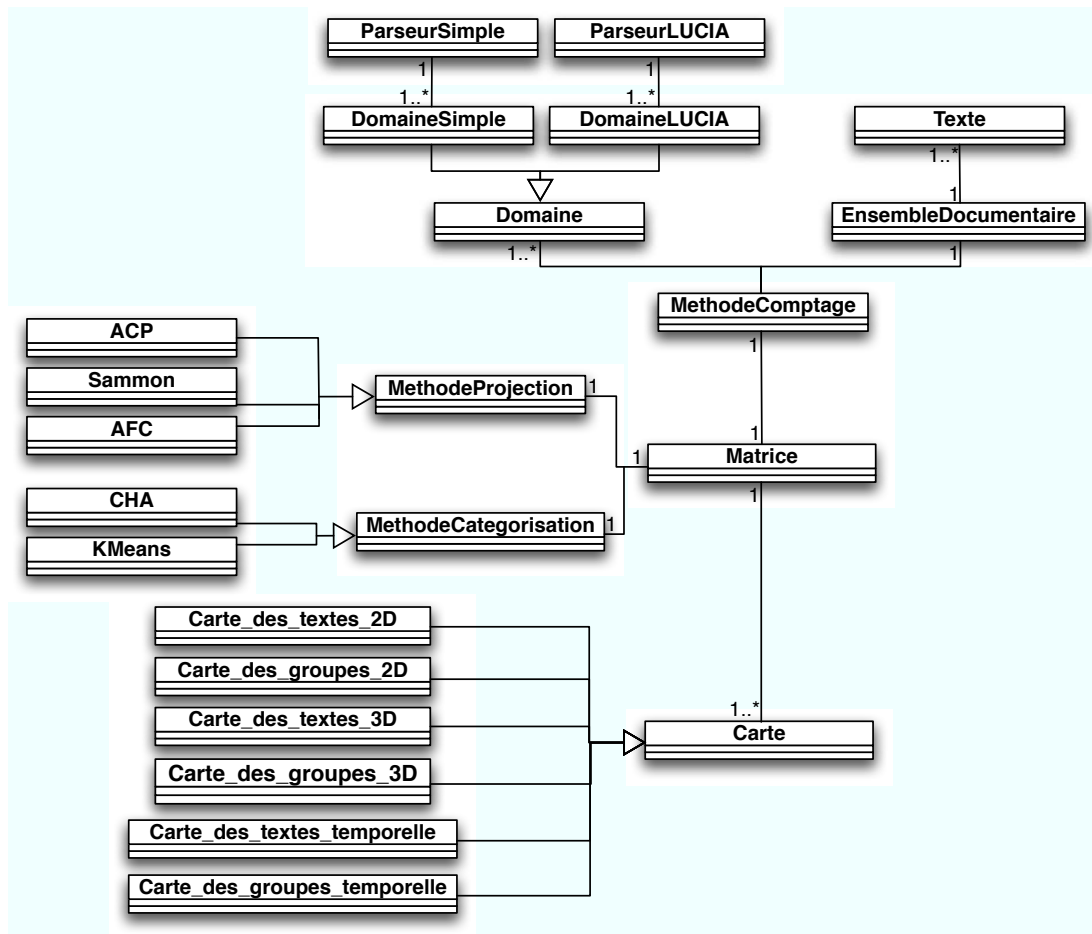 ParseurSimple
ParseurLUCIA
1
1
1..*
1..*
DomaineSimple
DomaineLUCIA
Texte
1..*
1
Domaine
EnsembleDocumentaire
1..*
1
MethodeComptage
1
ACP
Sammon
AFC
MethodeProjection
1
1
1
Matrice
1
CHA
KMeans
MethodeCategorisation
1
Carte_des_textes_2D
Carte_des_groupes_2D
Carte_des_textes_3D
Carte_des_groupes_3D
Carte_des_textes_temporelle
Carte_des_groupes_temporelle
1..*
Carte